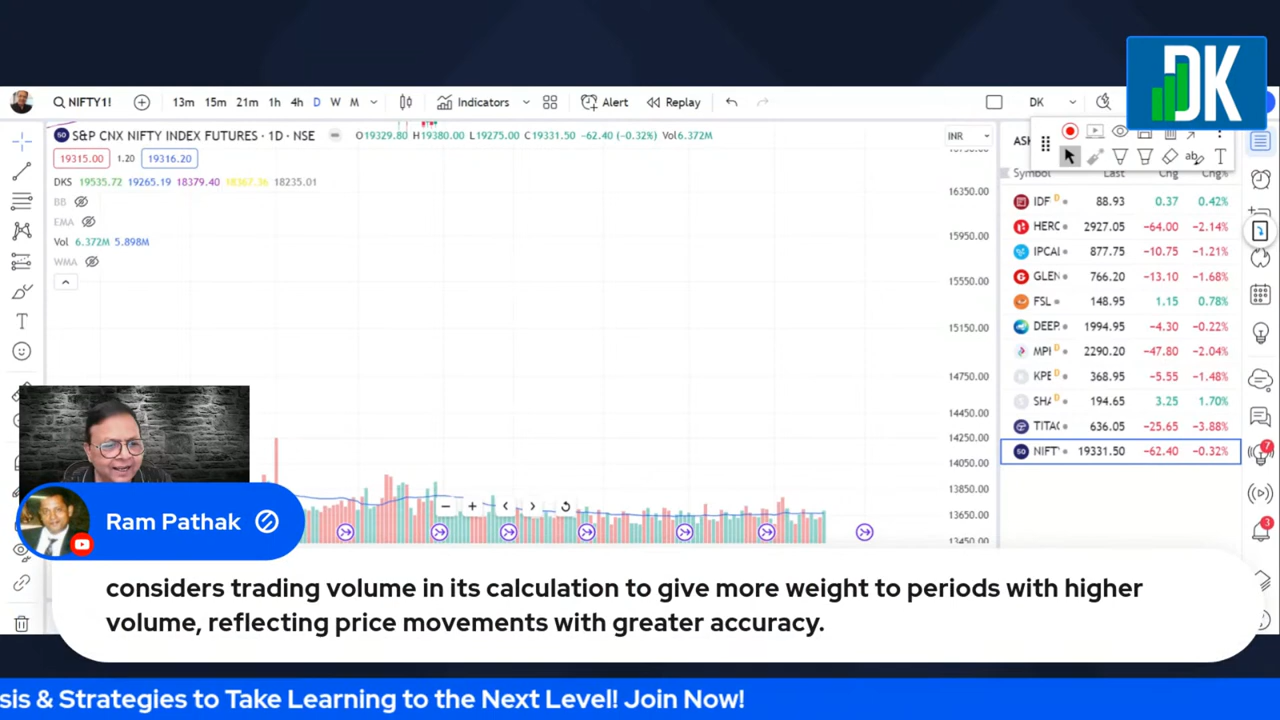 DK
NIFTY1!
13m 15m 21m 1h 4h D W M
Indicators
Alert
Replay
DK
S&P CNX NIFTY INDEX FUTURES · 1D · NSE
O19329.80 H19380.00 L19275.00 C19331.50 −62.40 (−0.32%) Vol6.372M
INR
19315.00 1.20 19316.20
DKS 19535.72 19265.19 18379.40 18367.36 18235.01
BB
EMA
Vol 6.372M 5.898M
WMA
16350.00
15950.00
15550.00
15150.00
14750.00
14450.00
14250.00
14050.00
13850.00
13650.00
13450.00
Symbol Last Chg Chg%
IDF D 88.93 0.37 0.42%
HERC 2927.05 −64.00 −2.14%
IPCAI 877.75 −10.75 −1.21%
GLEN 766.20 −13.10 −1.68%
FSL 148.95 1.15 0.78%
DEEP 1994.95 −4.30 −0.22%
MPI D 2290.20 −47.80 −2.04%
KPE D 368.95 −5.55 −1.48%
SHA 194.65 3.25 1.70%
TITAC 636.05 −25.65 −3.88%
NIFT 19331.50 −62.40 −0.32%
7
3
Ram Pathak
considers trading volume in its calculation to give more weight to periods with higher
volume, reflecting price movements with greater accuracy.
sis & Strategies to Take Learning to the Next Level! Join Now!